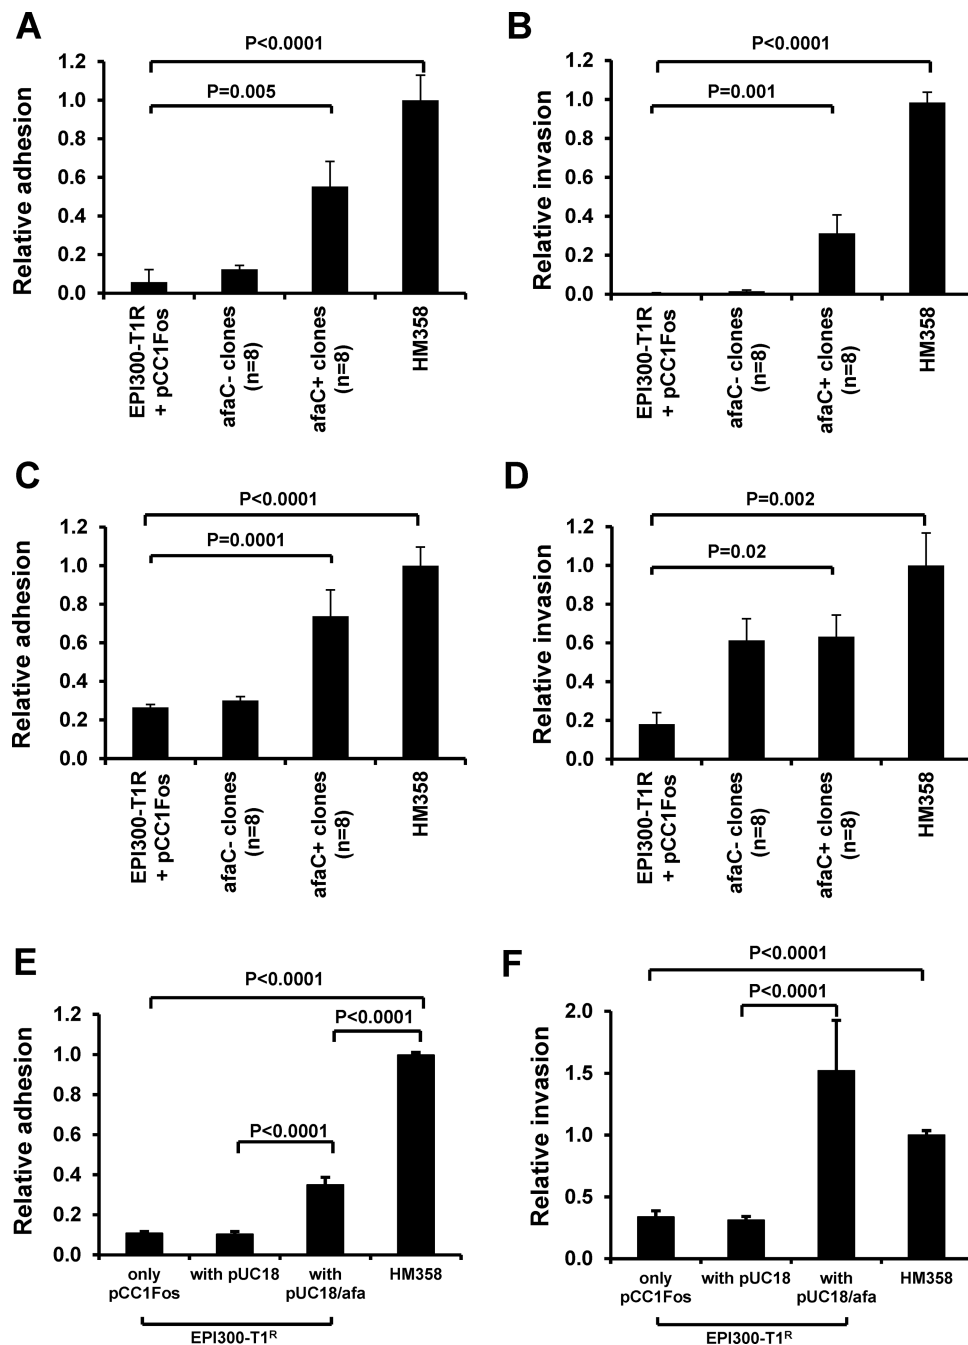 A
P<0.0001
P=0.005
Relative adhesion
1.2
1.0
0.8
0.6
0.4
0.2
0.0
EPI300-T1R
+ pCC1Fos
afaC- clones
(n=8)
afaC+ clones
(n=8)
HM358
B
P<0.0001
P=0.001
Relative invasion
1.2
1.0
0.8
0.6
0.4
0.2
0.0
EPI300-T1R
+ pCC1Fos
afaC- clones
(n=8)
afaC+ clones
(n=8)
HM358
C
P<0.0001
P=0.0001
Relative adhesion
1.2
1.0
0.8
0.6
0.4
0.2
0.0
EPI300-T1R
+ pCC1Fos
afaC- clones
(n=8)
afaC+ clones
(n=8)
HM358
D
P=0.002
P=0.02
Relative invasion
1.2
1.0
0.8
0.6
0.4
0.2
0.0
EPI300-T1R
+ pCC1Fos
afaC- clones
(n=8)
afaC+ clones
(n=8)
HM358
E
P<0.0001
P<0.0001
P<0.0001
Relative adhesion
1.2
1.0
0.8
0.6
0.4
0.2
0.0
only
pCC1Fos
with pUC18
with
pUC18/afa
HM358
EPI300-T1ᴿ
F
P<0.0001
P<0.0001
Relative invasion
2.0
1.5
1.0
0.5
0.0
only
pCC1Fos
with pUC18
with
pUC18/afa
HM358
EPI300-T1ᴿ